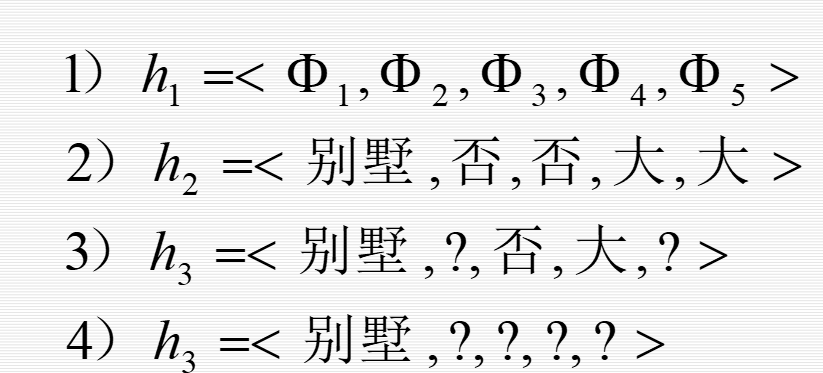 1） h₁ =< Φ₁,Φ₂,Φ₃,Φ₄,Φ₅ >
2） h₂ =< 别墅,否,否,大,大 >
3） h₃ =< 别墅,?,否,大,? >
4） h₃ =< 别墅,?,?,?,? >